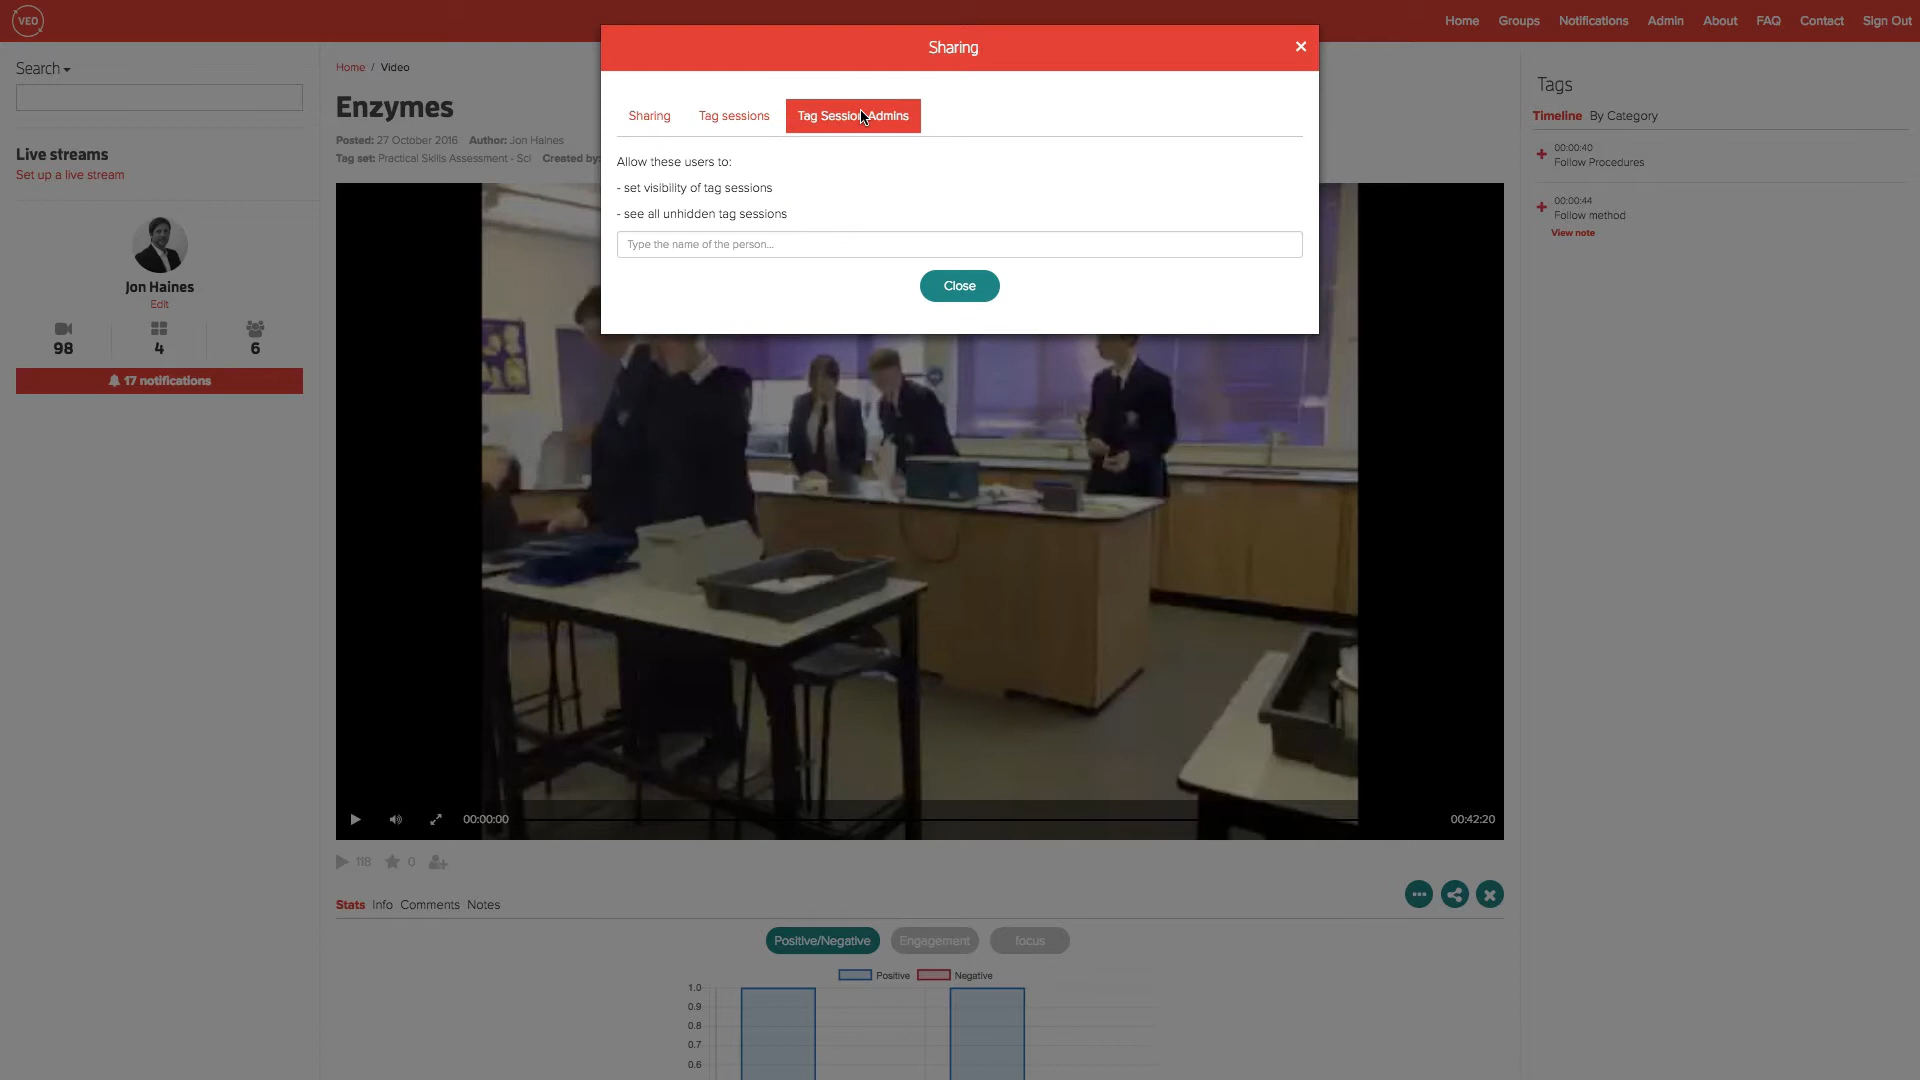 VEO
Home Groups Notifications Admin About FAQ Contact Sign Out
Sharing
Search
Home / Video
Enzymes
Posted: 27 October 2016 Author: Jon Haines
Tag set: Practical Skills Assessment - Sci Created by:
Live streams
Set up a live stream
Jon Haines
Edit
98 4 6
17 notifications
Sharing Tag sessions Tag Session Admins
Allow these users to:
- set visibility of tag sessions
- see all unhidden tag sessions
Type the name of the person...
Close
Tags
Timeline By Category
00:00:40
Follow Procedures
00:00:44
Follow method
View note
00:00:00
00:42:20
118 0
Stats Info Comments Notes
Positive/Negative Engagement focus
Positive Negative
1.0
0.9
0.8
0.7
0.6